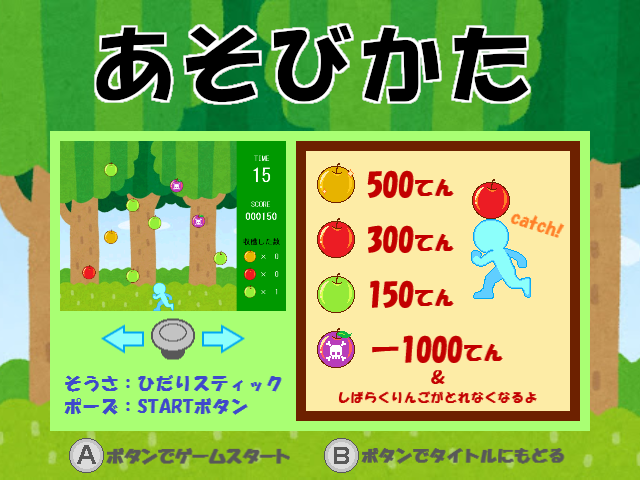 あそびかた
TIME
15
SCORE
000150
収穫した数
× 0
× 0
× 1
500てん
300てん
catch!
150てん
ー1000てん
&
しばらくりんごがとれなくなるよ
そうさ：ひだりスティック
ポーズ：STARTボタン
A ボタンでゲームスタート
B ボタンでタイトルにもどる